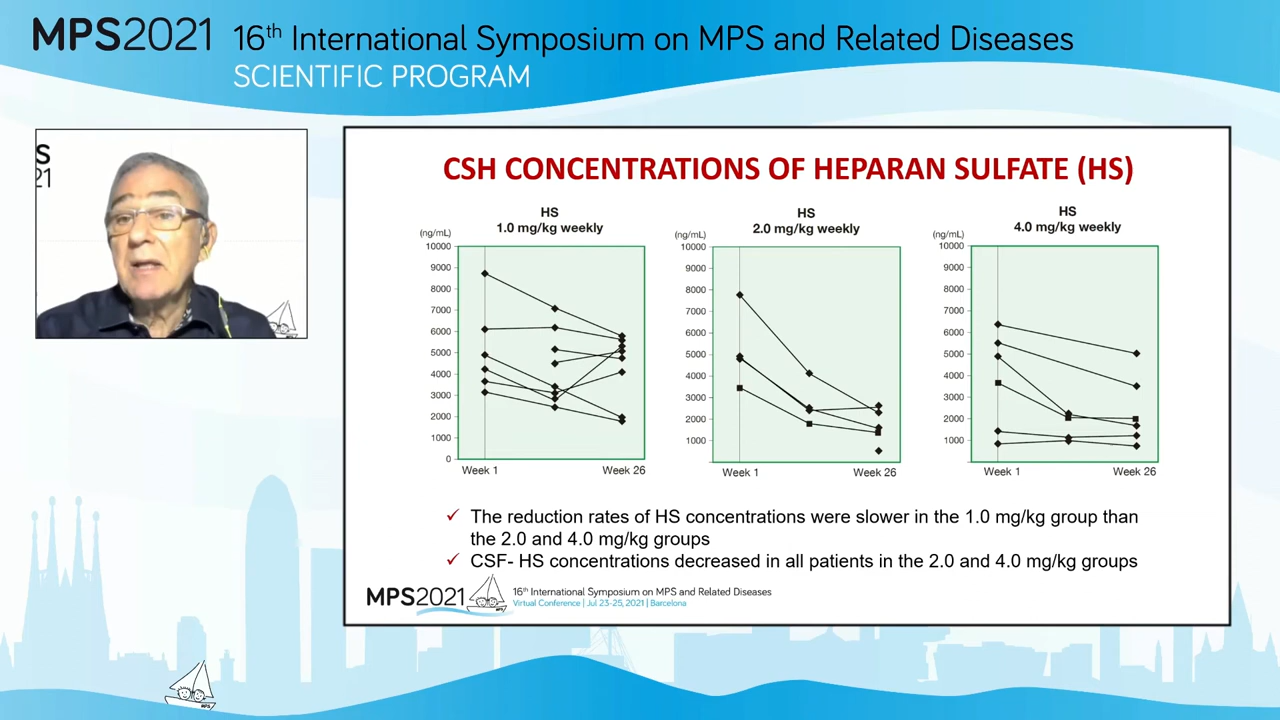 MPS2021 16th International Symposium on MPS and Related Diseases
SCIENTIFIC PROGRAM
S
21
CSH CONCENTRATIONS OF HEPARAN SULFATE (HS)
HS
1.0 mg/kg weekly
(ng/mL)
10000
9000
8000
7000
6000
5000
4000
3000
2000
1000
0
Week 1 Week 26
HS
2.0 mg/kg weekly
(ng/mL)
10000
9000
8000
7000
6000
5000
4000
3000
2000
1000
Week 1 Week 26
HS
4.0 mg/kg weekly
(ng/mL)
10000
9000
8000
7000
6000
5000
4000
3000
2000
1000
Week 1 Week 26
✓ The reduction rates of HS concentrations were slower in the 1.0 mg/kg group than
the 2.0 and 4.0 mg/kg groups
✓ CSF- HS concentrations decreased in all patients in the 2.0 and 4.0 mg/kg groups
MPS2021
MPS
16th International Symposium on MPS and Related Diseases
Virtual Conference | Jul 23-25, 2021 | Barcelona
MPS